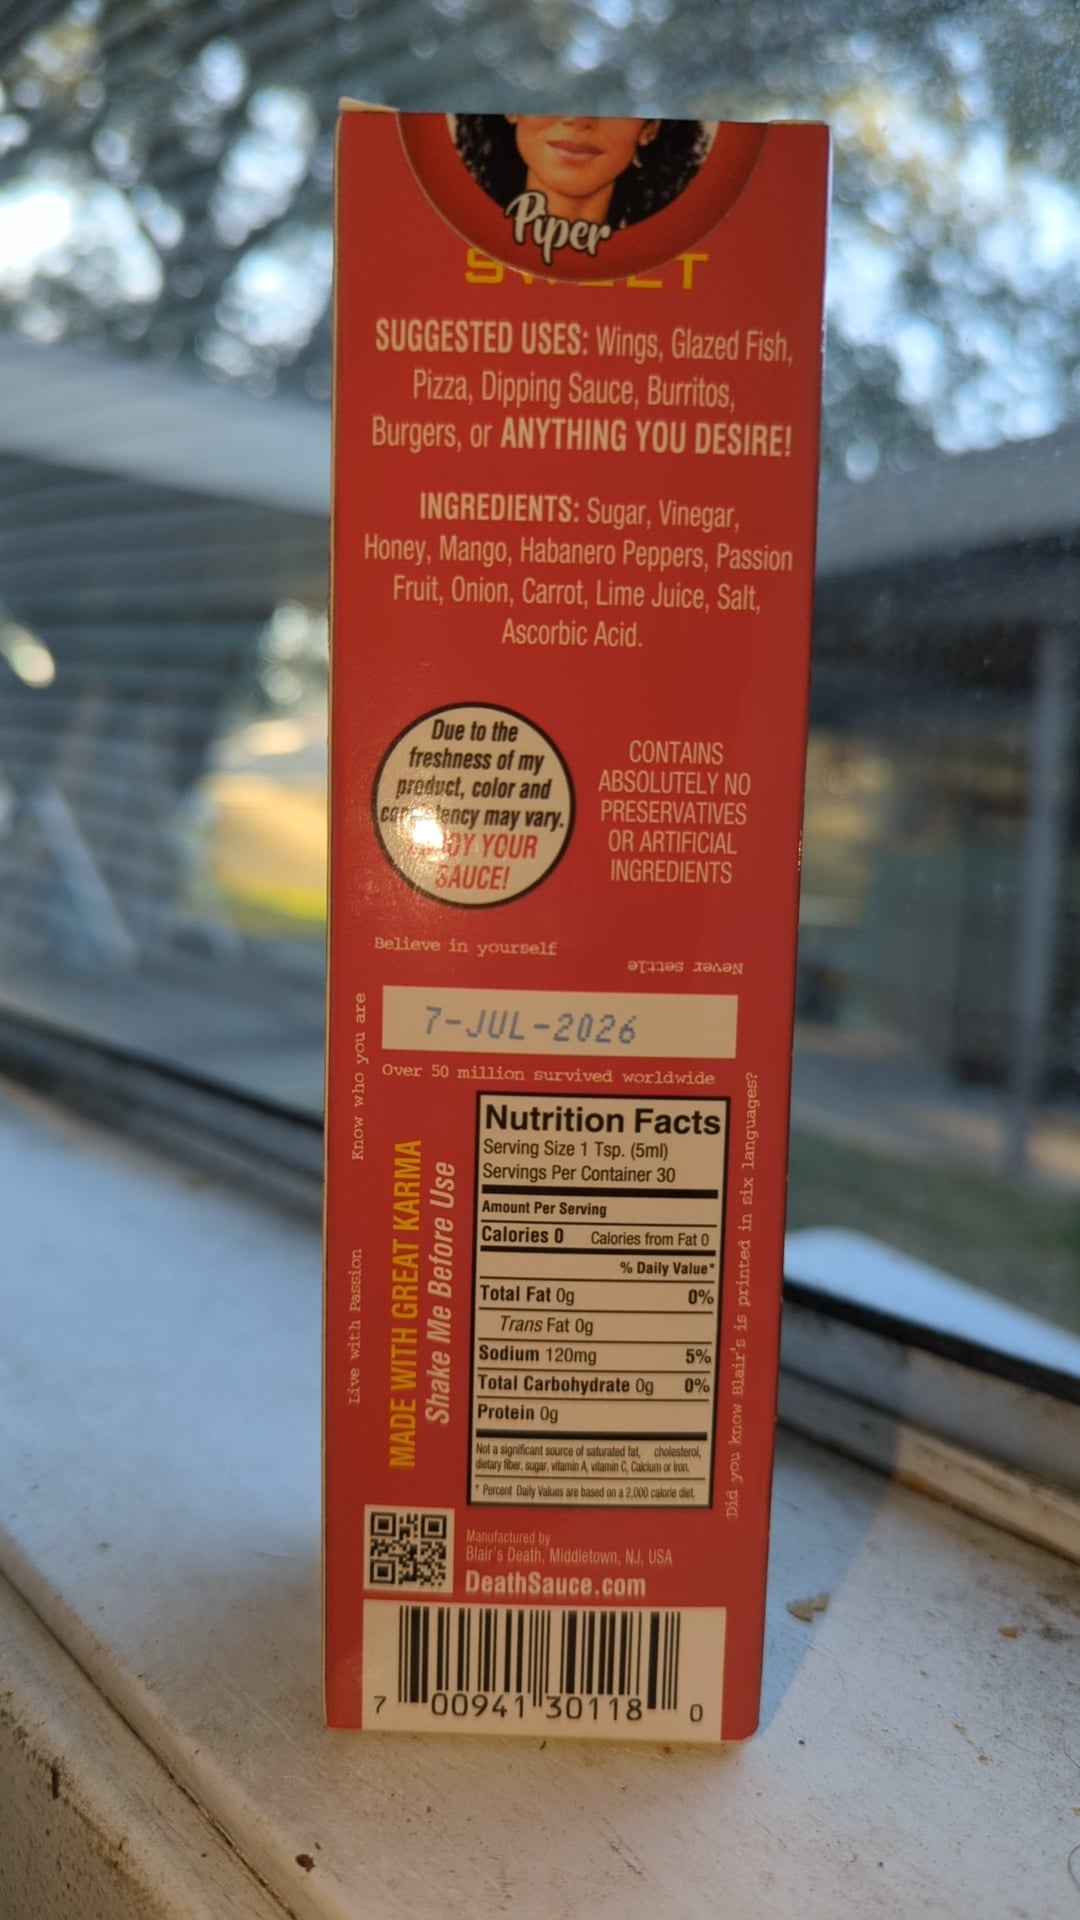 Piper
SUGGESTED USES: Wings, Glazed Fish,
Pizza, Dipping Sauce, Burritos,
Burgers, or ANYTHING YOU DESIRE!
INGREDIENTS: Sugar, Vinegar,
Honey, Mango, Habanero Peppers, Passion
Fruit, Onion, Carrot, Lime Juice, Salt,
Ascorbic Acid.
Due to the
freshness of my
product, color and
may vary.
YOUR
SAUCE!
CONTAINS
ABSOLUTELY NO
PRESERVATIVES
OR ARTIFICIAL
INGREDIENTS
Believe in yourself
Never settle
7-JUL-2026
Over 50 million survived worldwide
Know who you are
Live with Passion
MADE WITH GREAT KARMA
Shake Me Before Use
Nutrition Facts
Serving Size 1 Tsp. (5ml)
Servings Per Container 30
Amount Per Serving
Calories 0 Calories from Fat 0
% Daily Value*
Total Fat 0g 0%
Trans Fat 0g
Sodium 120mg 5%
Total Carbohydrate 0g 0%
Protein 0g
Not a significant source of saturated fat, cholesterol,
dietary fiber, sugar, vitamin A, vitamin C, Calcium or Iron.
* Percent Daily Values are based on a 2,000 calorie diet.
Did you know Blair's is printed in six languages?
Manufactured by
Blair's Death, Middletown, NJ, USA
DeathSauce.com
7 00941 30118 0